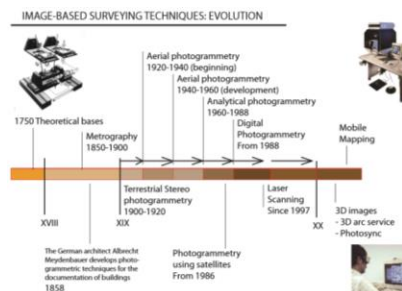 IMAGE-BASED SURVEYING TECHNIQUES: EVOLUTION
Aerial photogrammetry
1920-1940 (beginning)
Aerial photogrammetry
1940-1960 (development)
Analytical photogrammetry
1960-1988
Digital
Photogrammetry
From 1988
1750 Theoretical bases
Metrography
1850-1900
Mobile
Mapping
Terrestrial Stereo
photogrammetry
1900-1920
Laser
Scanning
Since 1997
XVIII
XIX
XX
3D images
- 3D arc service
- Photosync
The German architect Albrecht
Meydenbauer develops photo-
grammetric techniques for the
documentation of buildings
1858
Photogrammetry
using satellites
From 1986